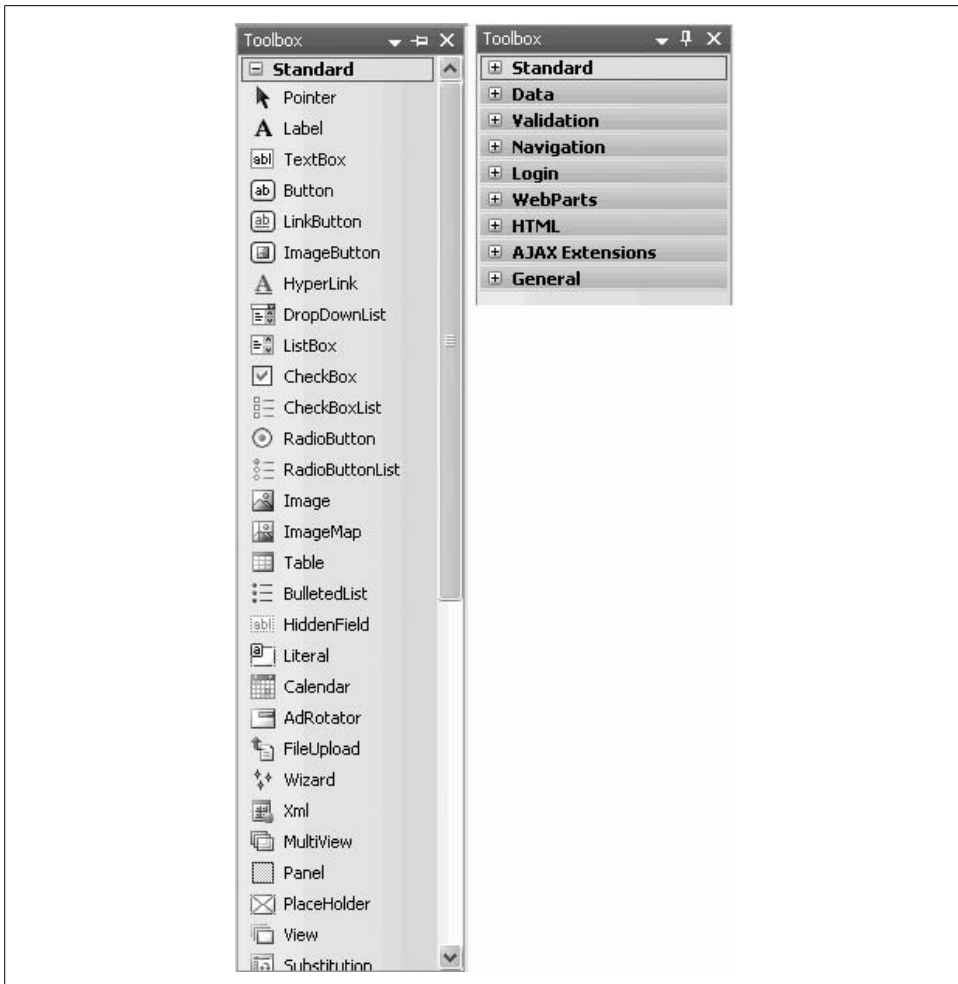 Toolbox
Standard
Pointer
A Label
abl TextBox
ab Button
ab LinkButton
ImageButton
A HyperLink
DropDownList
ListBox
CheckBox
CheckBoxList
RadioButton
RadioButtonList
Image
ImageMap
Table
BulletedList
abl HiddenField
a Literal
Calendar
AdRotator
FileUpload
Wizard
Xml
MultiView
Panel
PlaceHolder
View
Substitution
Toolbox
Standard
Data
Validation
Navigation
Login
WebParts
HTML
AJAX Extensions
General